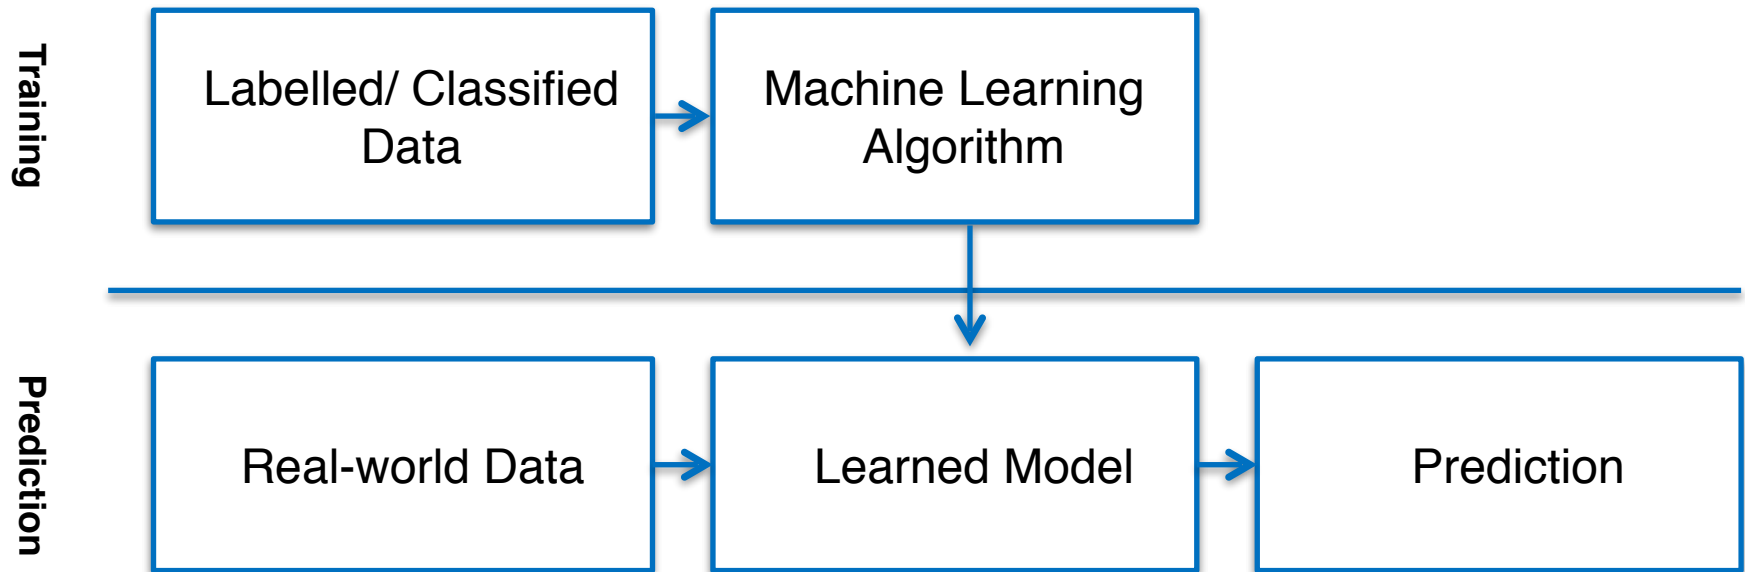 Training
Labelled/ Classified
Data
Machine Learning
Algorithm
Prediction
Real-world Data
Learned Model
Prediction